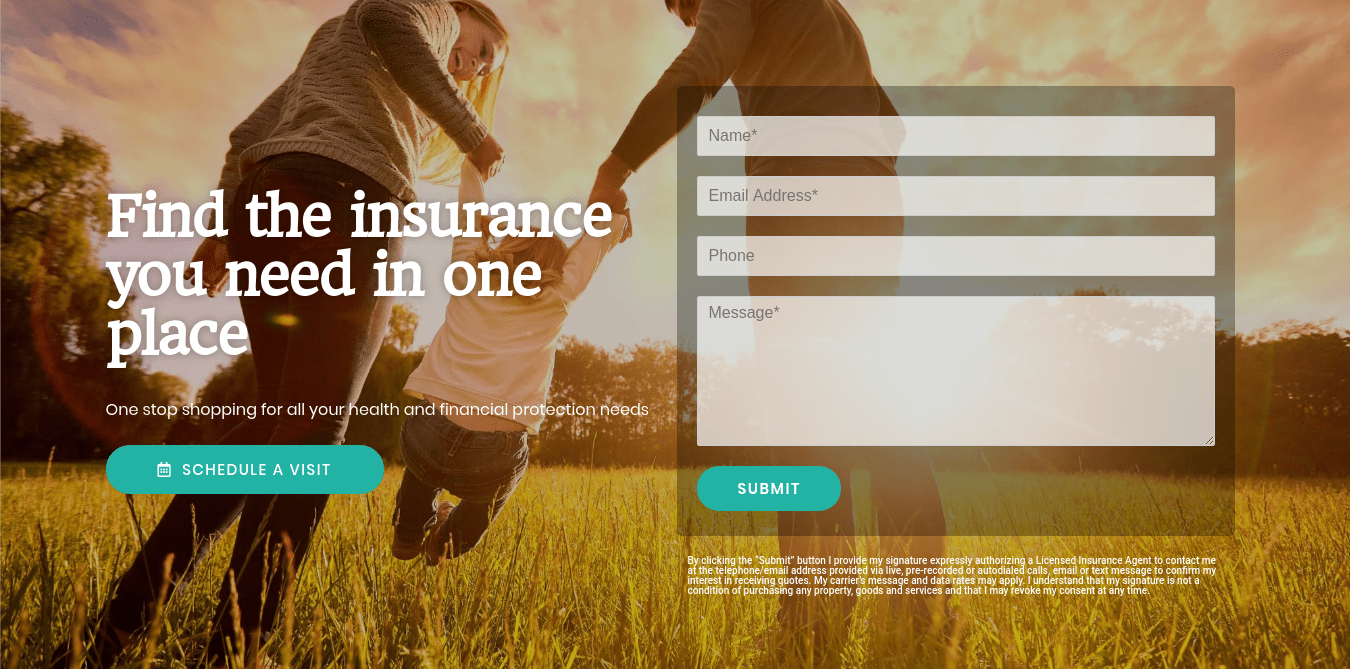 Find the insurance
you need in one
place
One stop shopping for all your health and financial protection needs
SCHEDULE A VISIT
Name*
Email Address*
Phone
Message*
SUBMIT
By clicking the "Submit" button I provide my signature expressly authorizing a Licensed Insurance Agent to contact me
at the telephone/email address provided via live, pre-recorded or autodialed calls, email or text message to confirm my
interest in receiving quotes. My carrier's message and data rates may apply. I understand that my signature is not a
condition of purchasing any property, goods and services and that I may revoke my consent at any time.